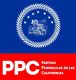 PPC
PARTIDO
PENINSULAR DE LAS
CALIFORNIAS